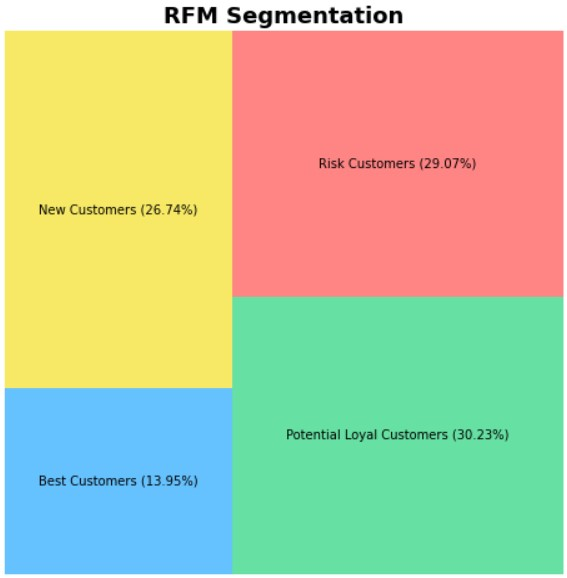 RFM Segmentation
New Customers (26.74%)
Risk Customers (29.07%)
Best Customers (13.95%)
Potential Loyal Customers (30.23%)